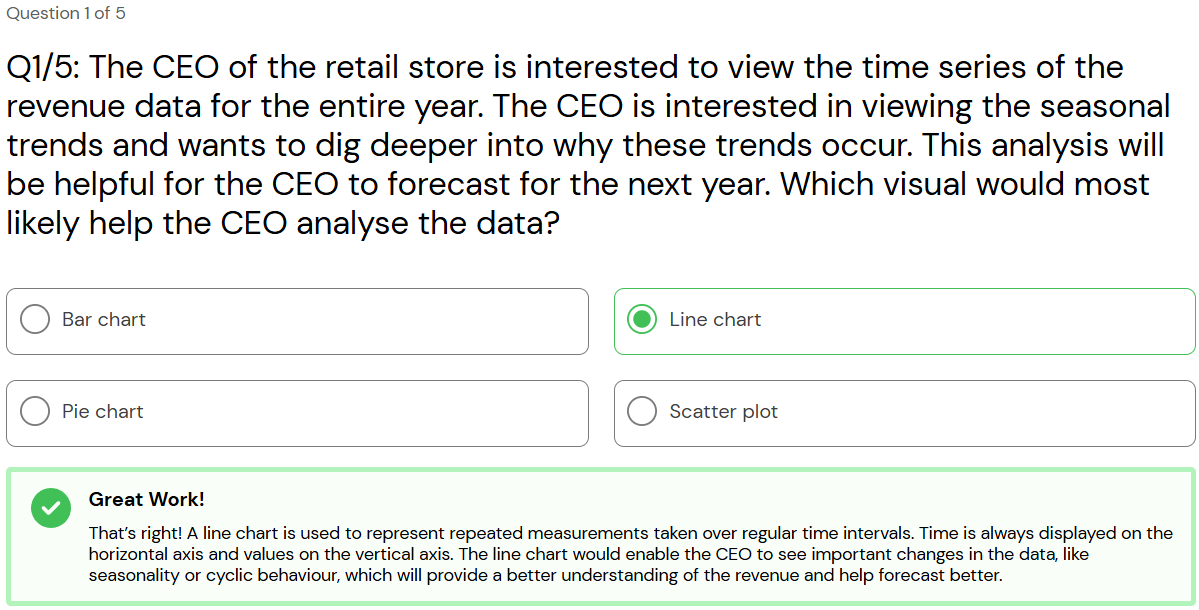 Question 1 of 5
Q1/5: The CEO of the retail store is interested to view the time series of the
revenue data for the entire year. The CEO is interested in viewing the seasonal
trends and wants to dig deeper into why these trends occur. This analysis will
be helpful for the CEO to forecast for the next year. Which visual would most
likely help the CEO analyse the data?
Bar chart
Line chart
Pie chart
Scatter plot
Great Work!
That’s right! A line chart is used to represent repeated measurements taken over regular time intervals. Time is always displayed on the
horizontal axis and values on the vertical axis. The line chart would enable the CEO to see important changes in the data, like
seasonality or cyclic behaviour, which will provide a better understanding of the revenue and help forecast better.